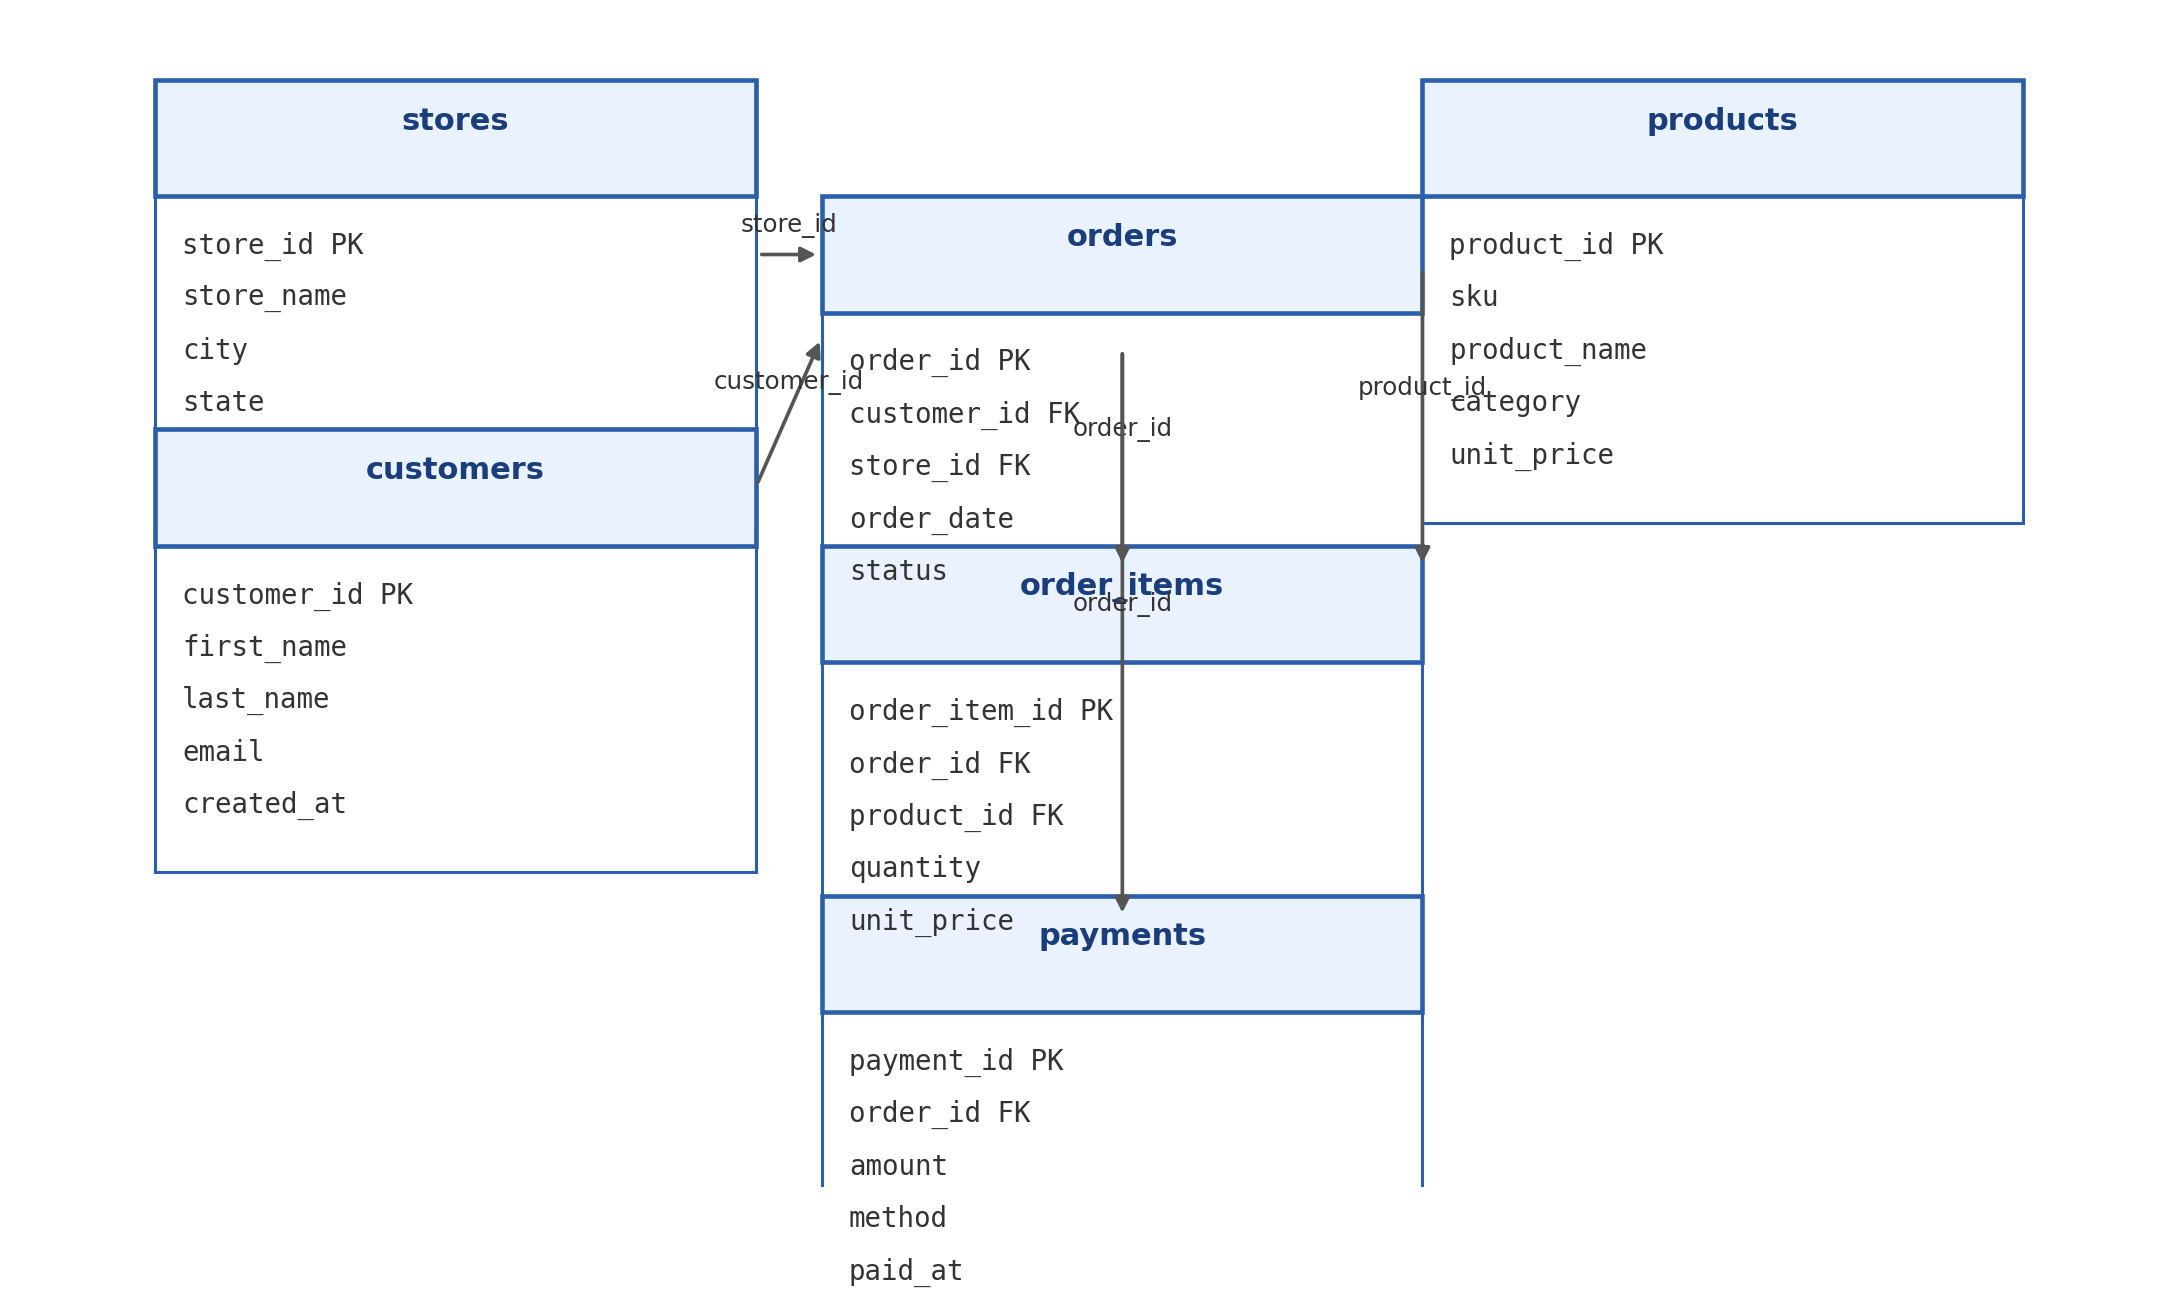 stores
store_id PK
store_name
city
state
customers
customer_id PK
first_name
last_name
email
created_at
store_id
customer_id
orders
order_id PK
customer_id FK
store_id FK
order_date
status
order_id
order_items
order_id
order_item_id PK
order_id FK
product_id FK
quantity
unit_price
payments
payment_id PK
order_id FK
amount
method
paid_at
products
product_id PK
sku
product_name
category
unit_price
product_id